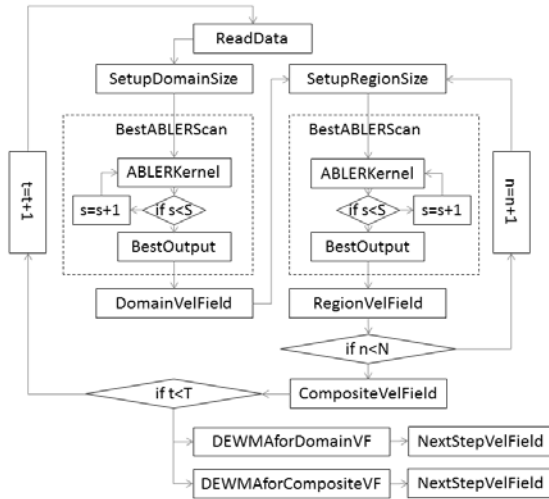 ReadData
SetupDomainSize
SetupRegionSize
BestABLERScan
BestABLERScan
ABLERKernel
ABLERKernel
t=t+1
n=n+1
s=s+1
if s<S
if s<S
s=s+1
BestOutput
BestOutput
DomainVelField
RegionVelField
if n<N
if t<T
CompositeVelField
DEWMAforDomainVF
NextStepVelField
DEWMAforCompositeVF
NextStepVelField